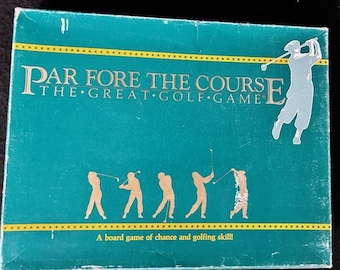 PAR FORE THE COURSE
THE·GREAT·GOLF·GAME
A board game of chance and golfing skill!